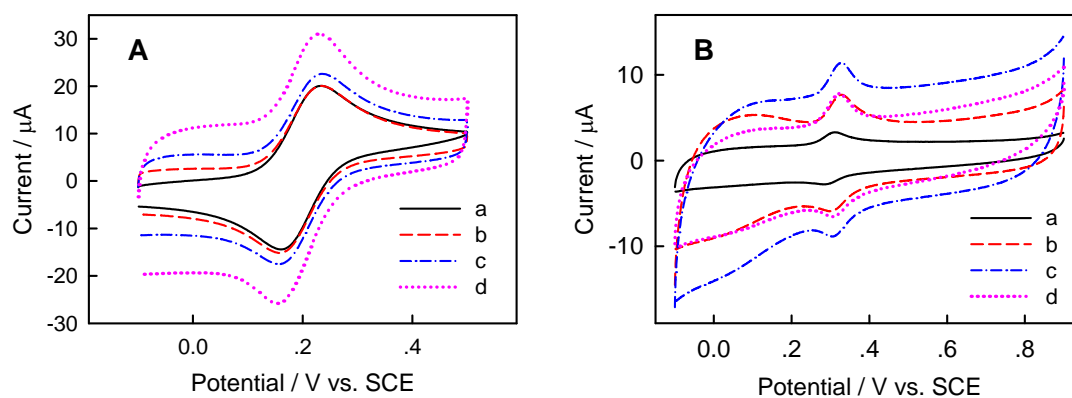 A
30
20
10
0
-10
-20
-30
Current / μA
a
b
c
d
0.0
.2
.4
Potential / V vs. SCE
B
10
0
-10
Current / μA
a
b
c
d
0.0
.2
.4
.6
.8
Potential / V vs. SCE